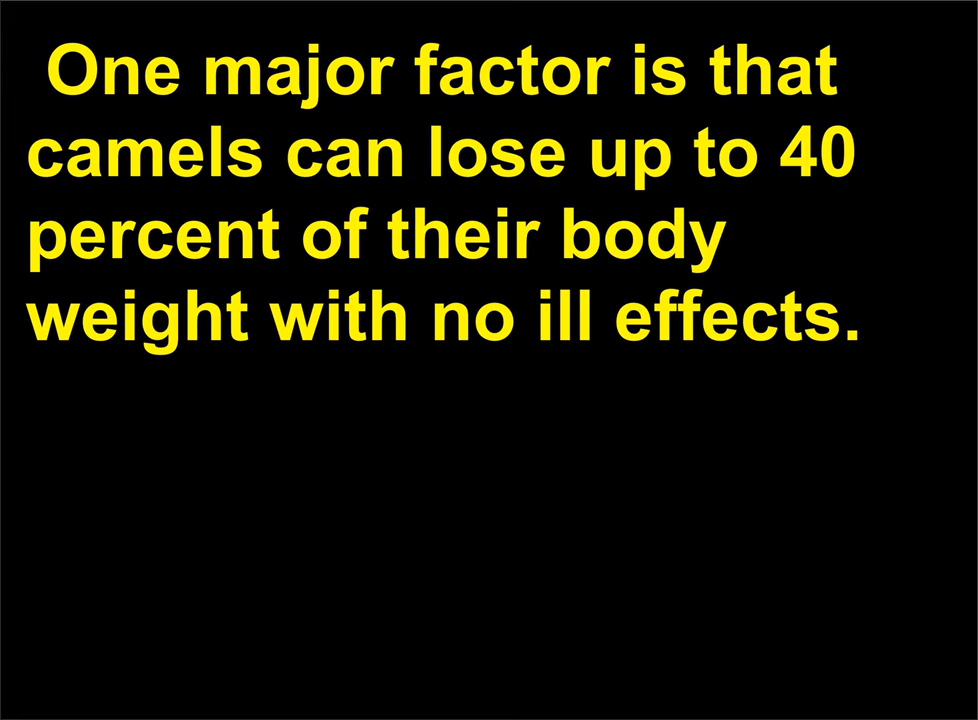 One major factor is that
camels can lose up to 40
percent of their body
weight with no ill effects.